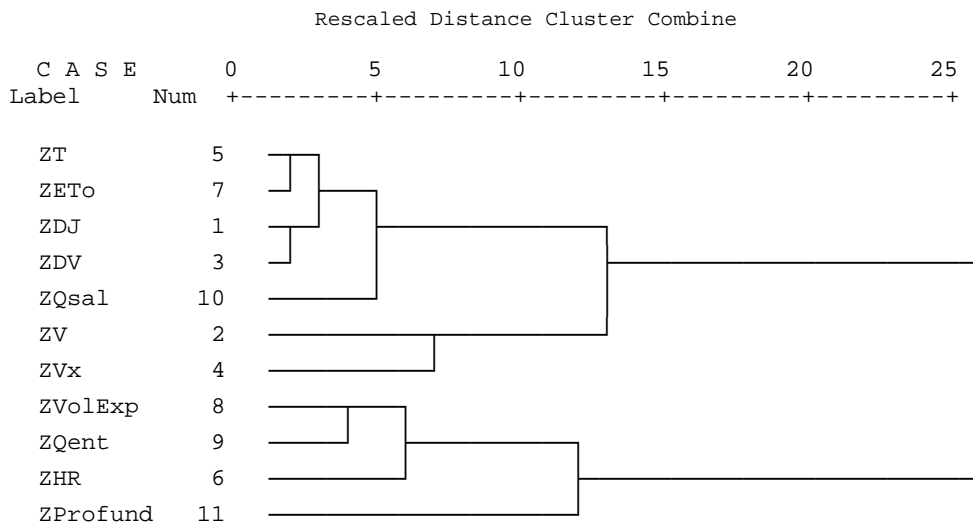 Rescaled Distance Cluster Combine
C A S E 0 5 10 15 20 25
Label Num +---------+---------+---------+---------+---------+
ZT 5
ZETo 7
ZDJ 1
ZDV 3
ZQsal 10
ZV 2
ZVx 4
ZVolExp 8
ZQent 9
ZHR 6
ZProfund 11